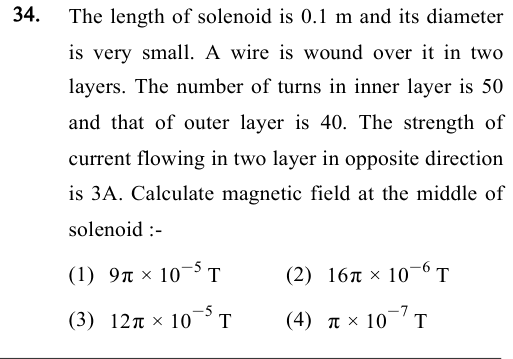 34. The length of solenoid is 0.1 m and its diameter
is very small. A wire is wound over it in two
layers. The number of turns in inner layer is 50
and that of outer layer is 40. The strength of
current flowing in two layer in opposite direction
is 3A. Calculate magnetic field at the middle of
solenoid :-
(1) 9π × 10⁻⁵ T (2) 16π × 10⁻⁶ T
(3) 12π × 10⁻⁵ T (4) π × 10⁻⁷ T